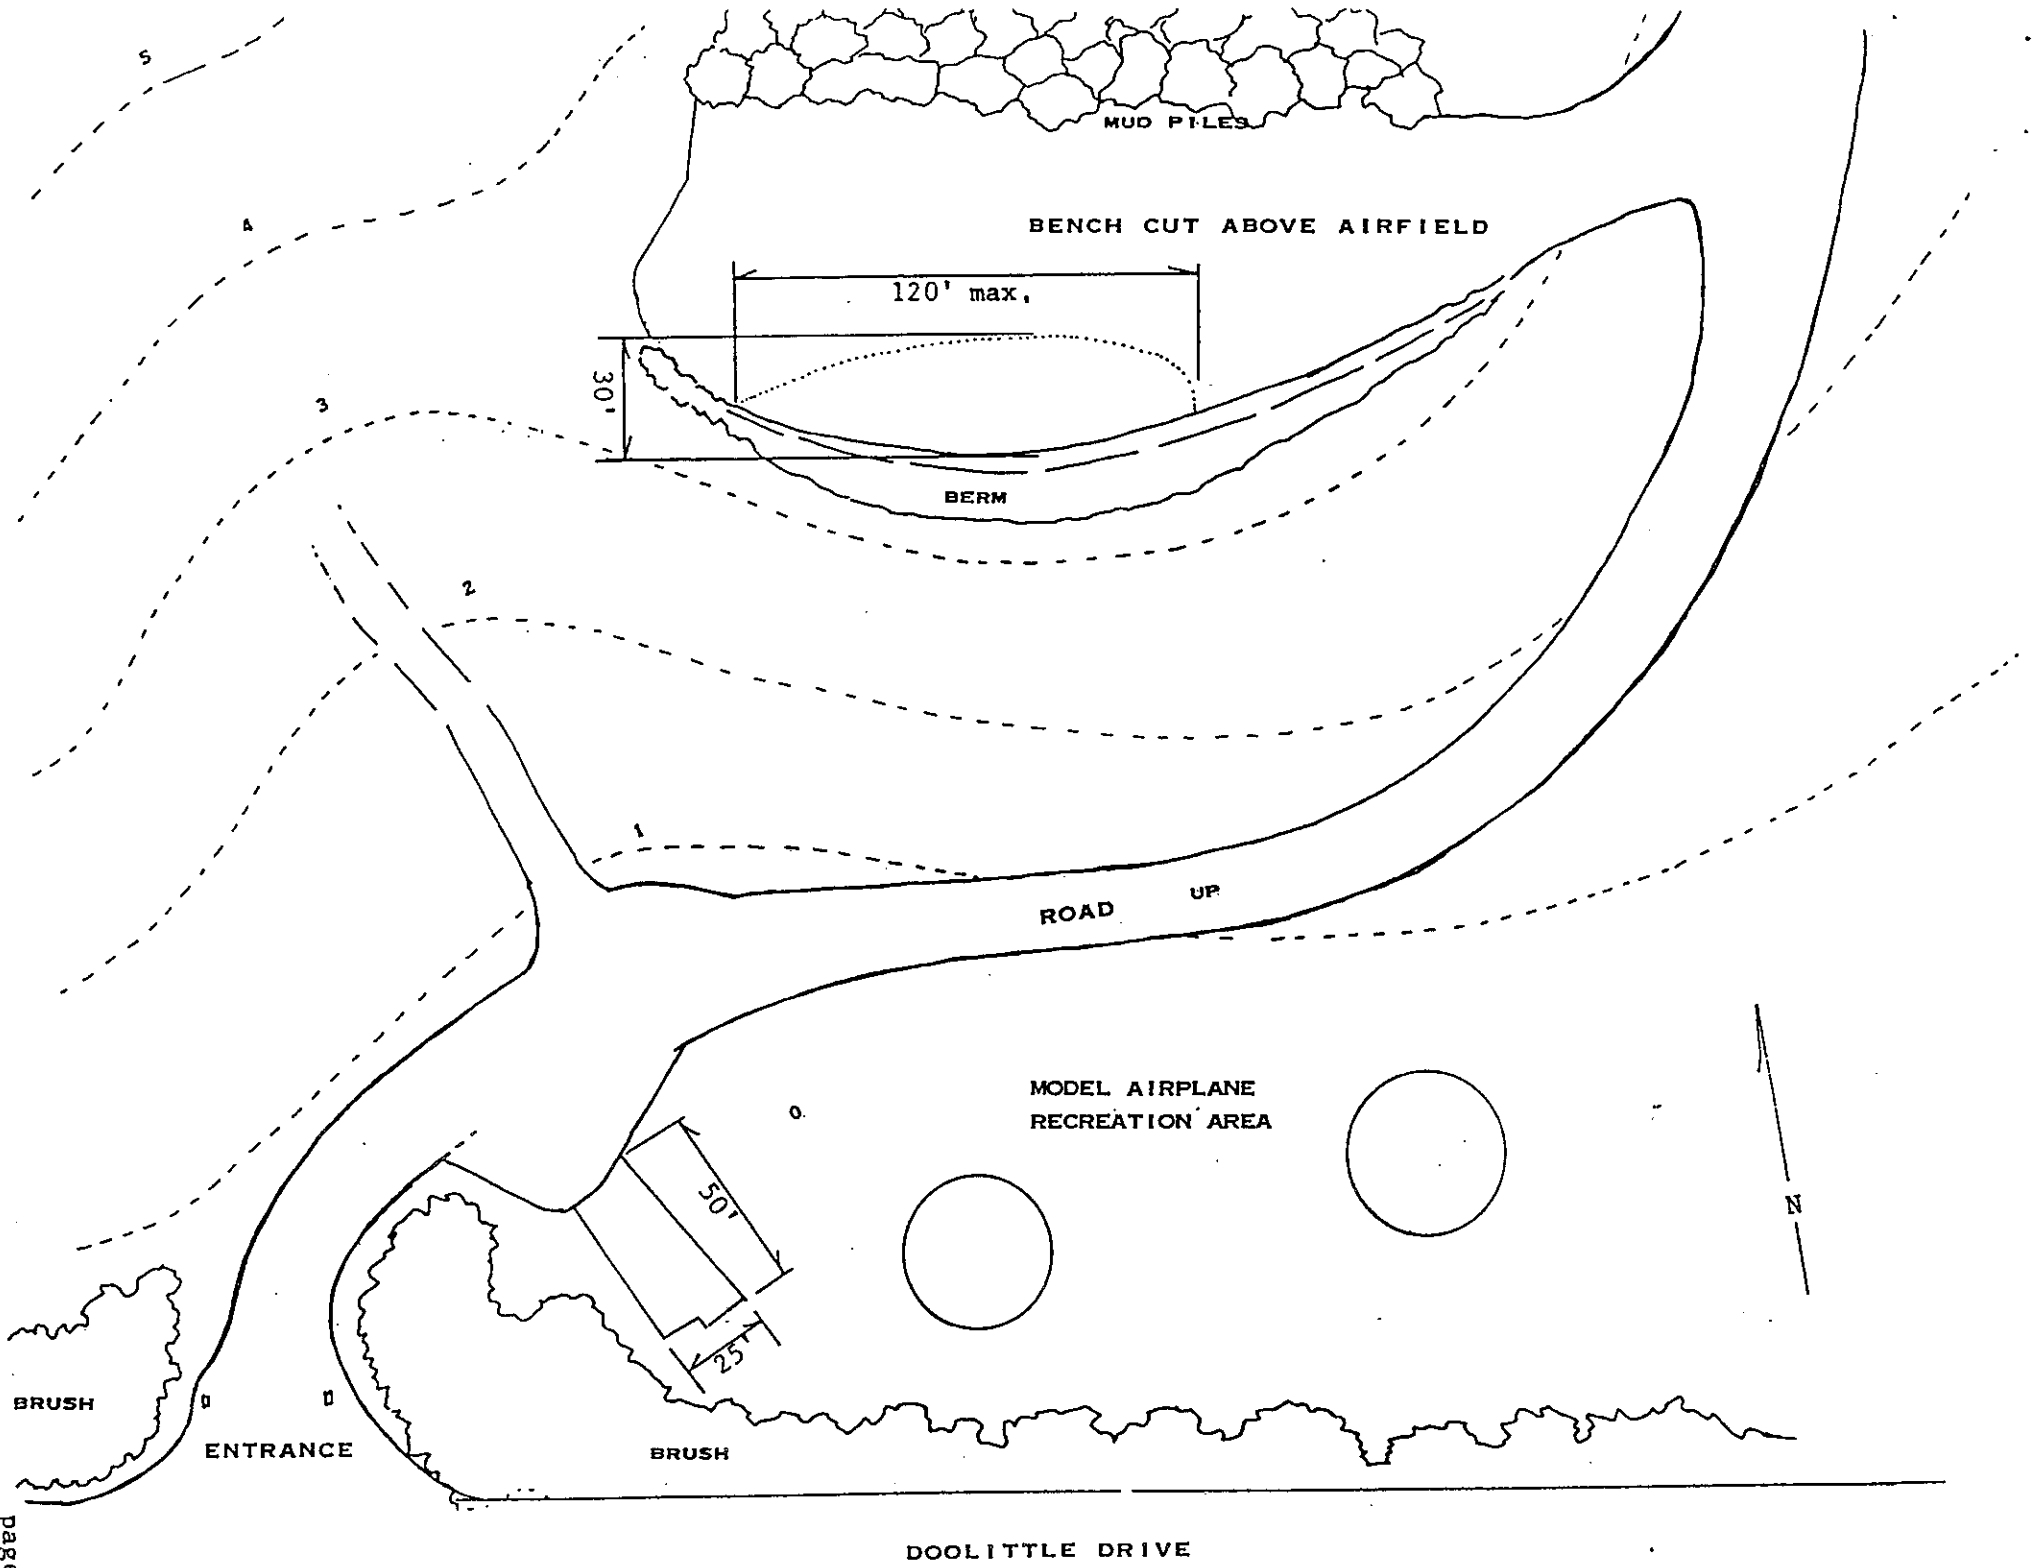 5
MUD PILES
4
BENCH CUT ABOVE AIRFIELD
120' max.
30'
3
BERM
2
1
UP
ROAD
MODEL AIRPLANE
RECREATION AREA
0.
50'
N
25'
BRUSH
ENTRANCE
BRUSH
DOOLITTLE DRIVE
page